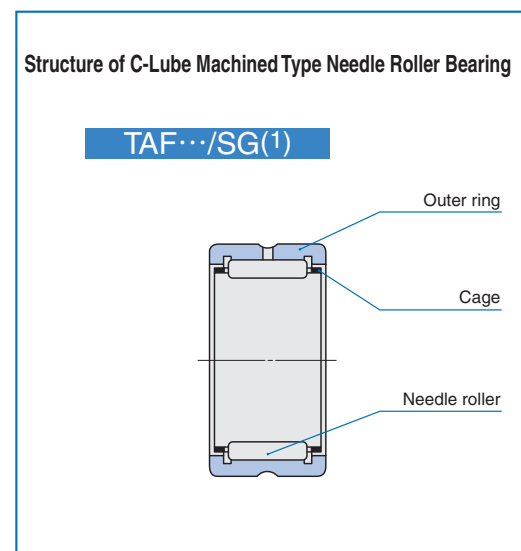 Structure of C-Lube Machined Type Needle Roller Bearing
TAF···/SG(1)
Outer ring
Cage
Needle roller